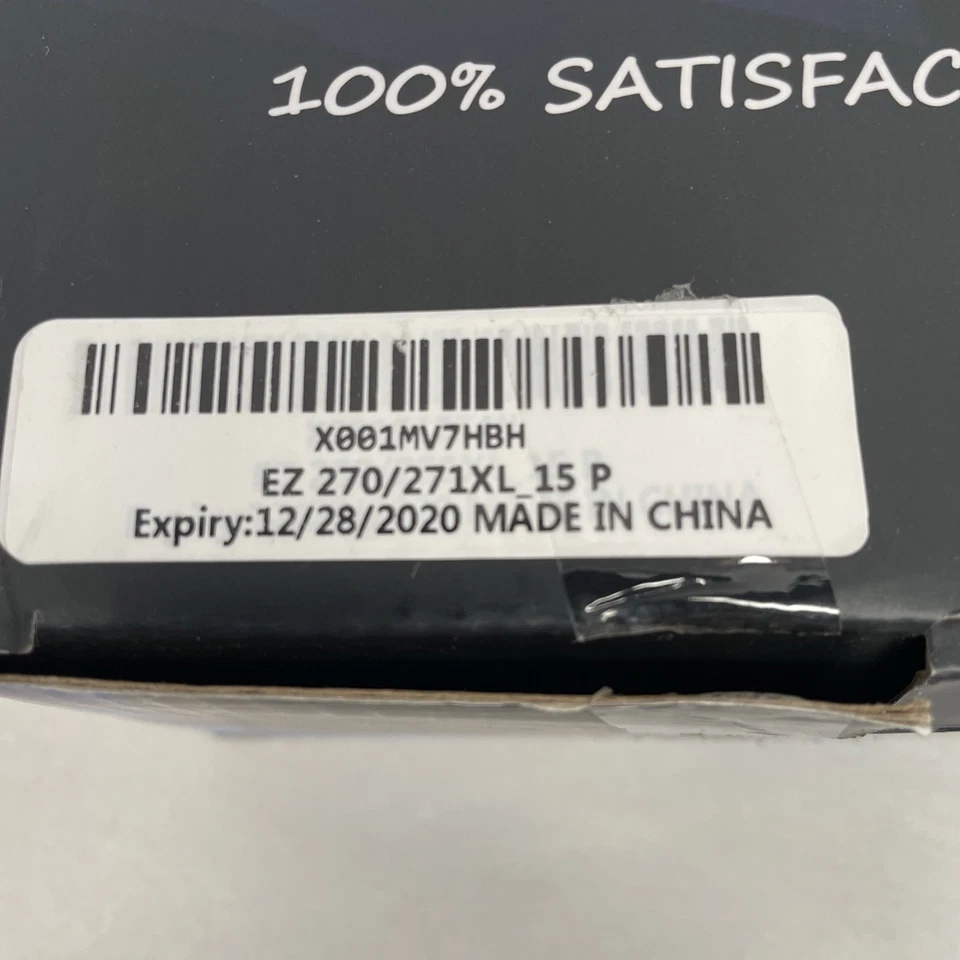 100% SATISFAC
X001MV7HBH
EZ 270/271XL_15 P
Expiry:12/28/2020 MADE IN CHINA